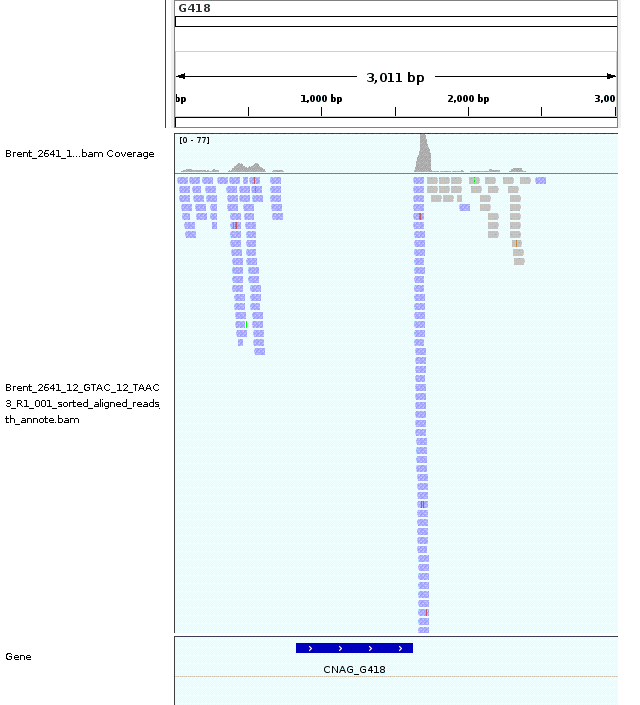 G418
3,011 bp
bp 1,000 bp 2,000 bp 3,00
[0 - 77]
Brent_2641_1...bam Coverage
Brent_2641_12_GTAC_12_TAAC
3_R1_001_sorted_aligned_reads_
th_annote.bam
Gene
CNAG_G418